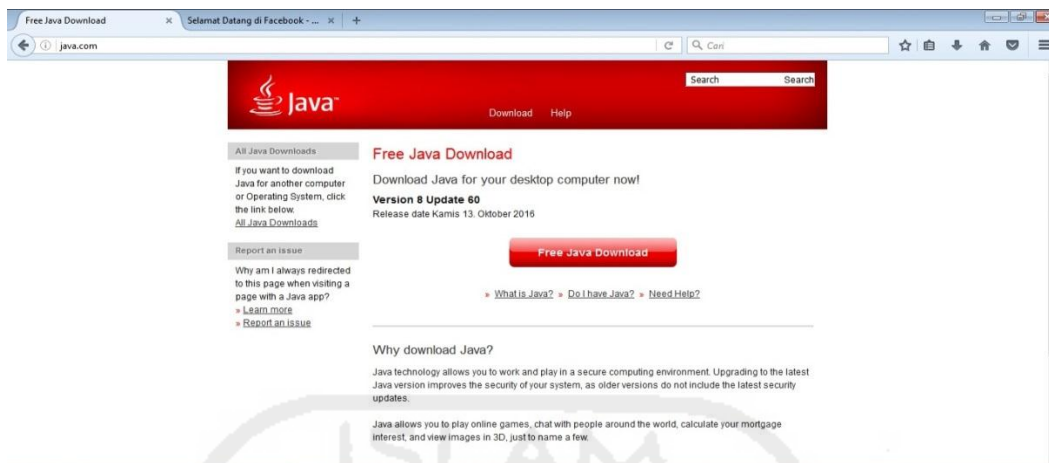 Free Java Download
Selamat Datang di Facebook - ...
java.com
Cari
Java
Search Search
Download Help
All Java Downloads
If you want to download
Java for another computer
or Operating System, click
the link below.
All Java Downloads
Report an issue
Why am I always redirected
to this page when visiting a
page with a Java app?
» Learn more
» Report an issue
Free Java Download
Download Java for your desktop computer now!
Version 8 Update 60
Release date Kamis 13. Oktober 2016
Free Java Download
» What is Java? » Do I have Java? » Need Help?
Why download Java?
Java technology allows you to work and play in a secure computing environment. Upgrading to the latest
Java version improves the security of your system, as older versions do not include the latest security
updates.
Java allows you to play online games, chat with people around the world, calculate your mortgage
interest, and view images in 3D, just to name a few.
ISLAM